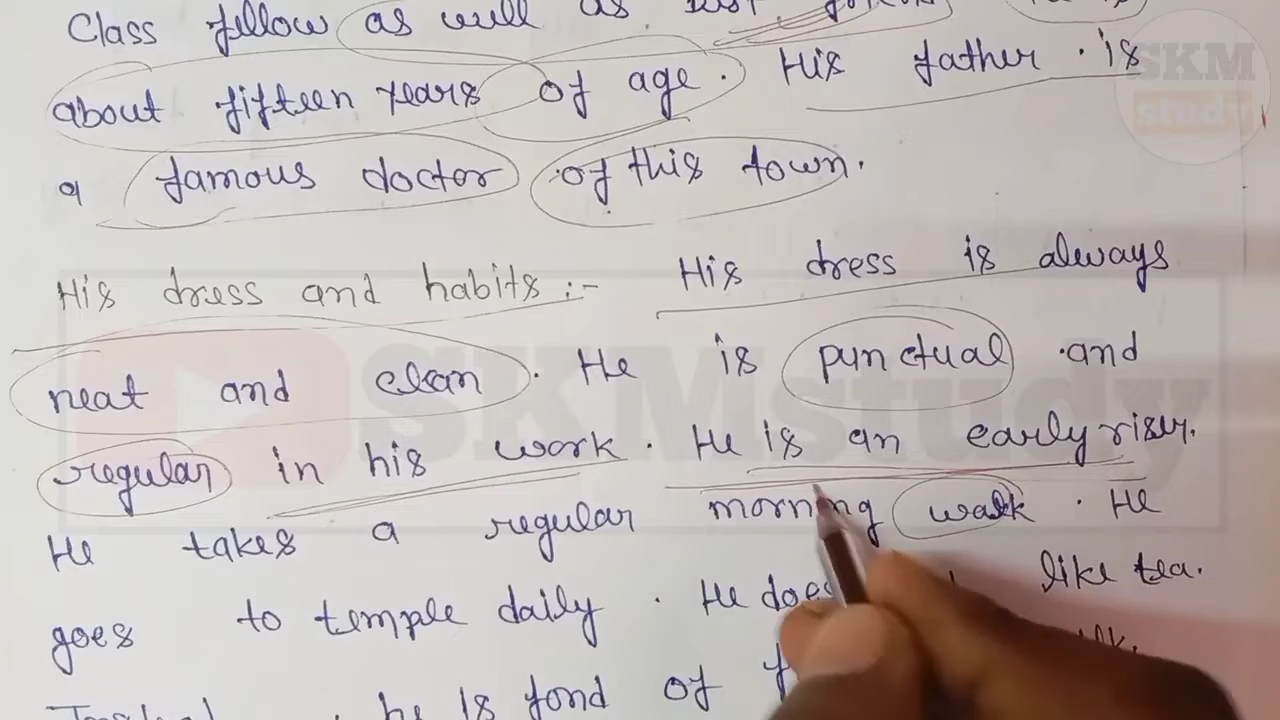 Class fellow as well as
about fifteen years of age. His father is
a famous doctor of this town.
His dress and habits :- His dress is always
neat and clean. He is punctual and
regular in his work. He is an early riser.
He takes a regular morning walk. He
goes to temple daily. He does like tea.
he is fond of
SKM
study
SKMstudy